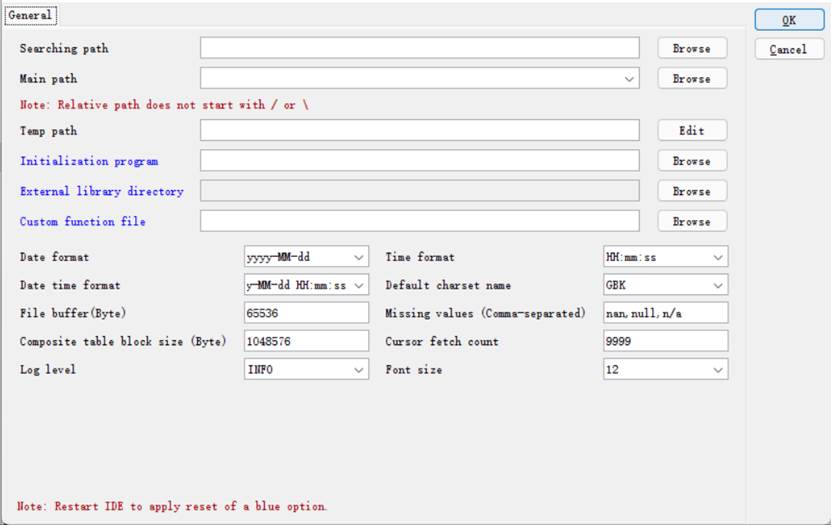 General
OK
Searching path Browse
Cancel
Main path Browse
Note: Relative path does not start with / or \
Temp path Edit
Initialization program Browse
External library directory Browse
Custom function file Browse
Date format yyyy-MM-dd Time format HH:mm:ss
Date time format y-MM-dd HH:mm:ss Default charset name GBK
File buffer(Byte) 65536 Missing values (Comma-separated) nan,null,n/a
Composite table block size (Byte) 1048576 Cursor fetch count 9999
Log level INFO Font size 12
Note: Restart IDE to apply reset of a blue option.